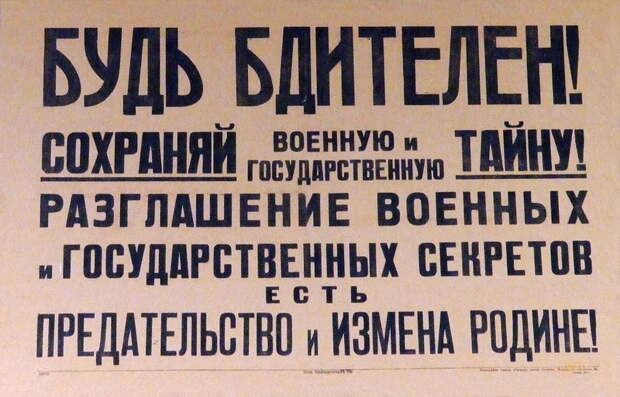 БУДЬ БДИТЕЛЕН!
СОХРАНЯЙ ВОЕННУЮ и ГОСУДАРСТВЕННУЮ ТАЙНУ!
РАЗГЛАШЕНИЕ ВОЕННЫХ
и ГОСУДАРСТВЕННЫХ СЕКРЕТОВ
ЕСТЬ
ПРЕДАТЕЛЬСТВО и ИЗМЕНА РОДИНЕ!